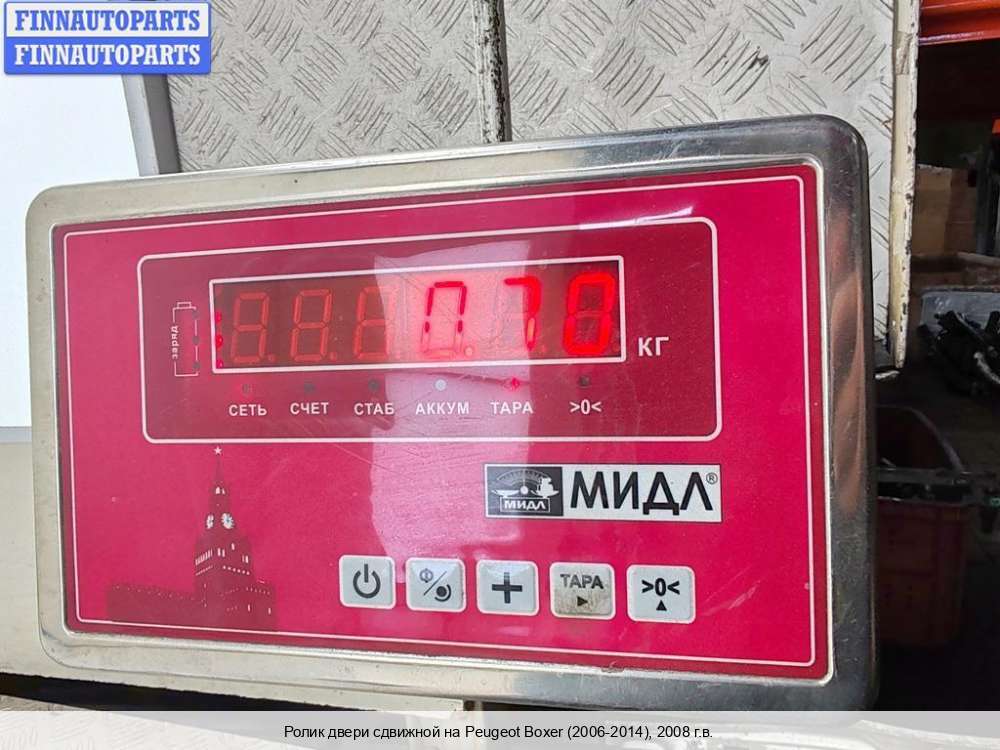 FINNAUTOPARTS
FINNAUTOPARTS
заряд
0.70
КГ
СЕТЬ СЧЕТ СТАБ АККУМ ТАРА >0<
МИДЛ МИДЛ®
Ф ТАРА >0<
Ролик двери сдвижной на Peugeot Boxer (2006-2014), 2008 г.в.